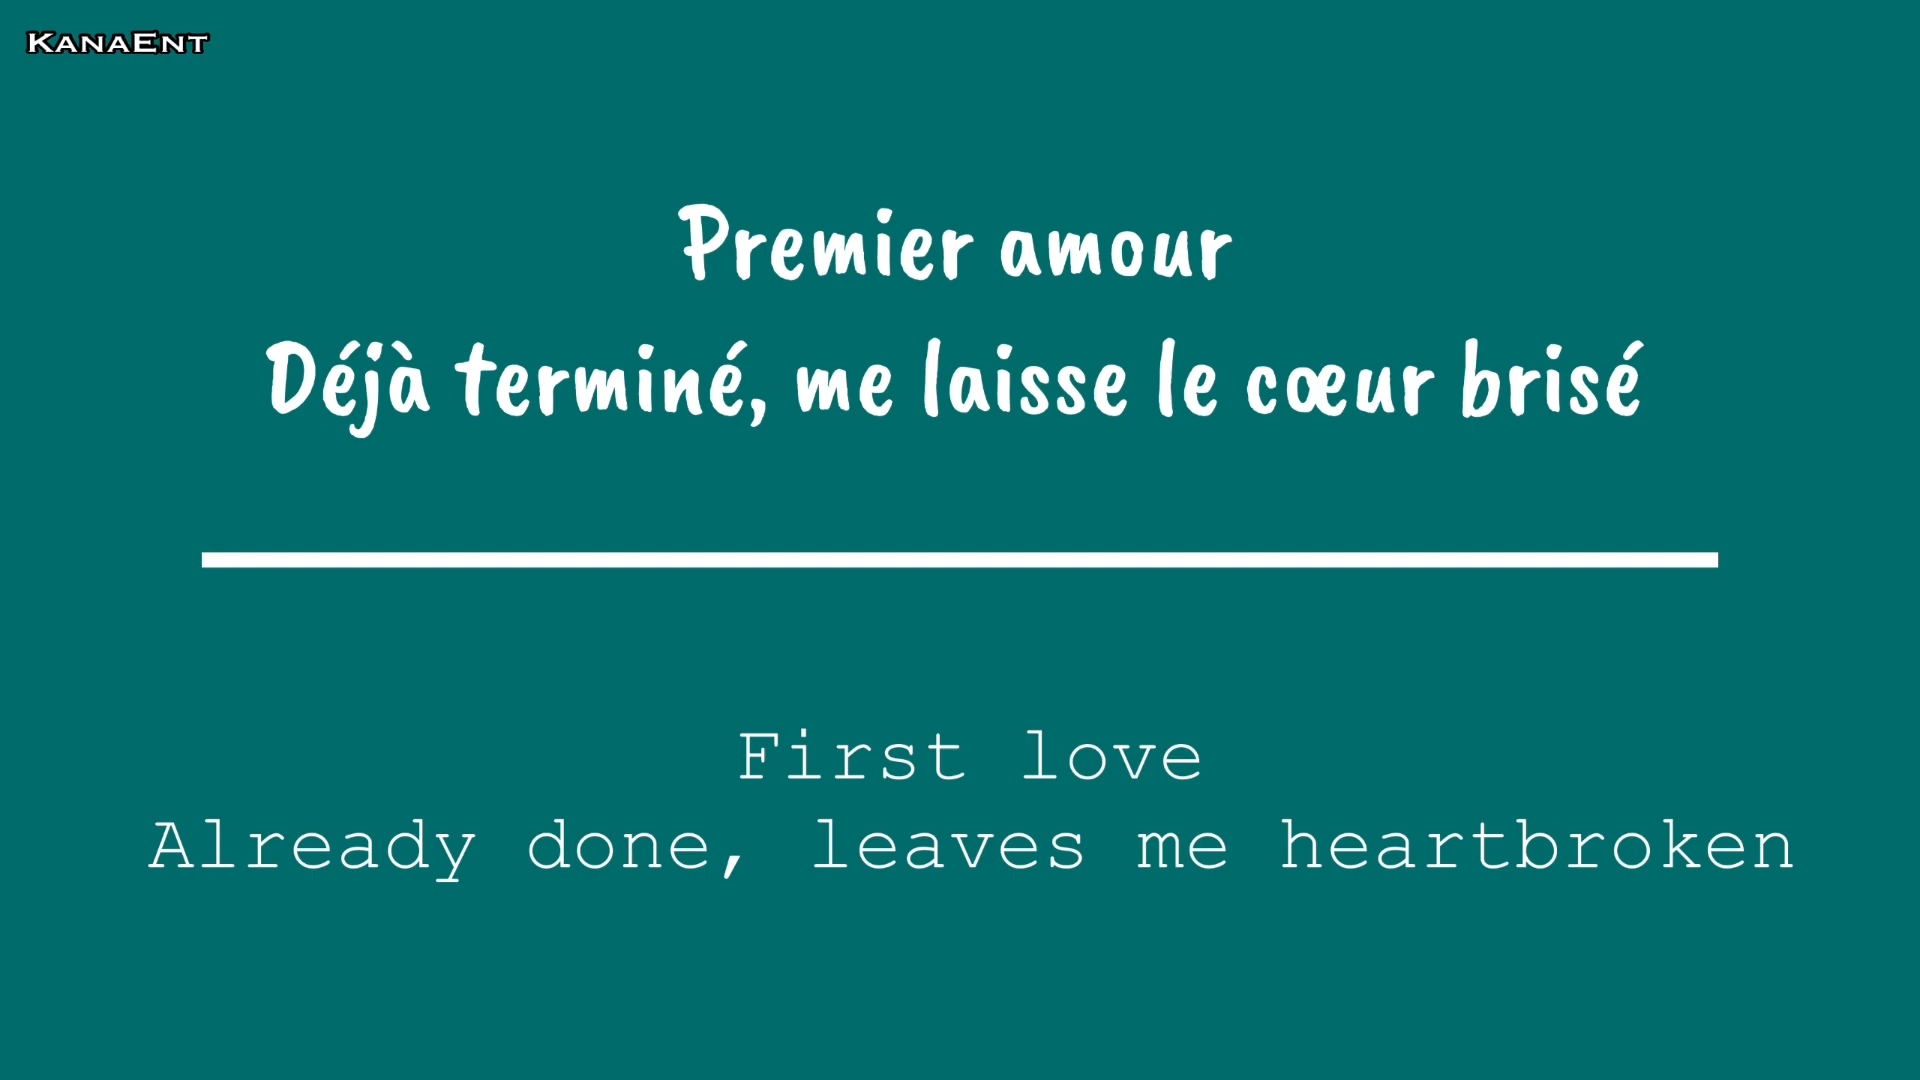 KanaEnt
Premier amour
Déjà terminé, me laisse le cœur brisé
First love
Already done, leaves me heartbroken